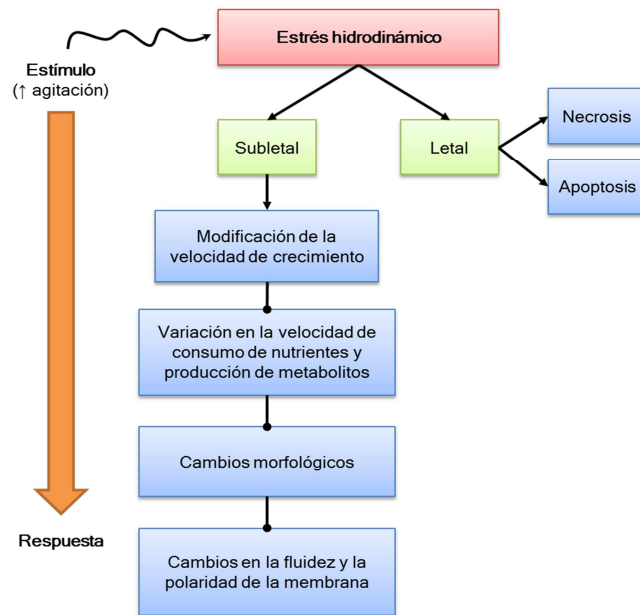 Estrés hidrodinámico
Estímulo
(↑ agitación)
Subletal
Letal
Necrosis
Apoptosis
Modificación de la
velocidad de crecimiento
Variación en la velocidad de
consumo de nutrientes y
producción de metabolitos
Cambios morfológicos
Respuesta
Cambios en la fluidez y la
polaridad de la membrana